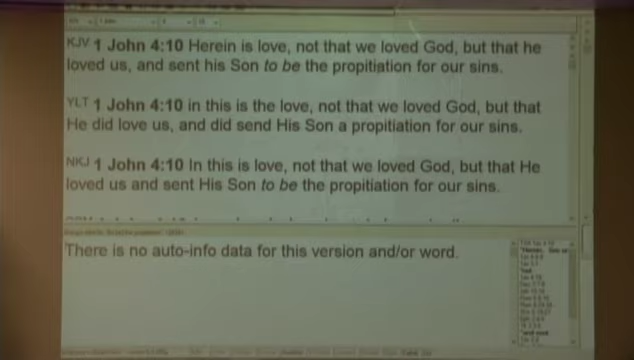 KJV 1 John 4:10 Herein is love, not that we loved God, but that he
loved us, and sent his Son to be the propitiation for our sins.
YLT 1 John 4:10 in this is the love, not that we loved God, but that
He did love us, and did send His Son a propitiation for our sins.
NKJ 1 John 4:10 In this is love, not that we loved God, but that He
loved us and sent His Son to be the propitiation for our sins.
There is no auto-info data for this version and/or word.